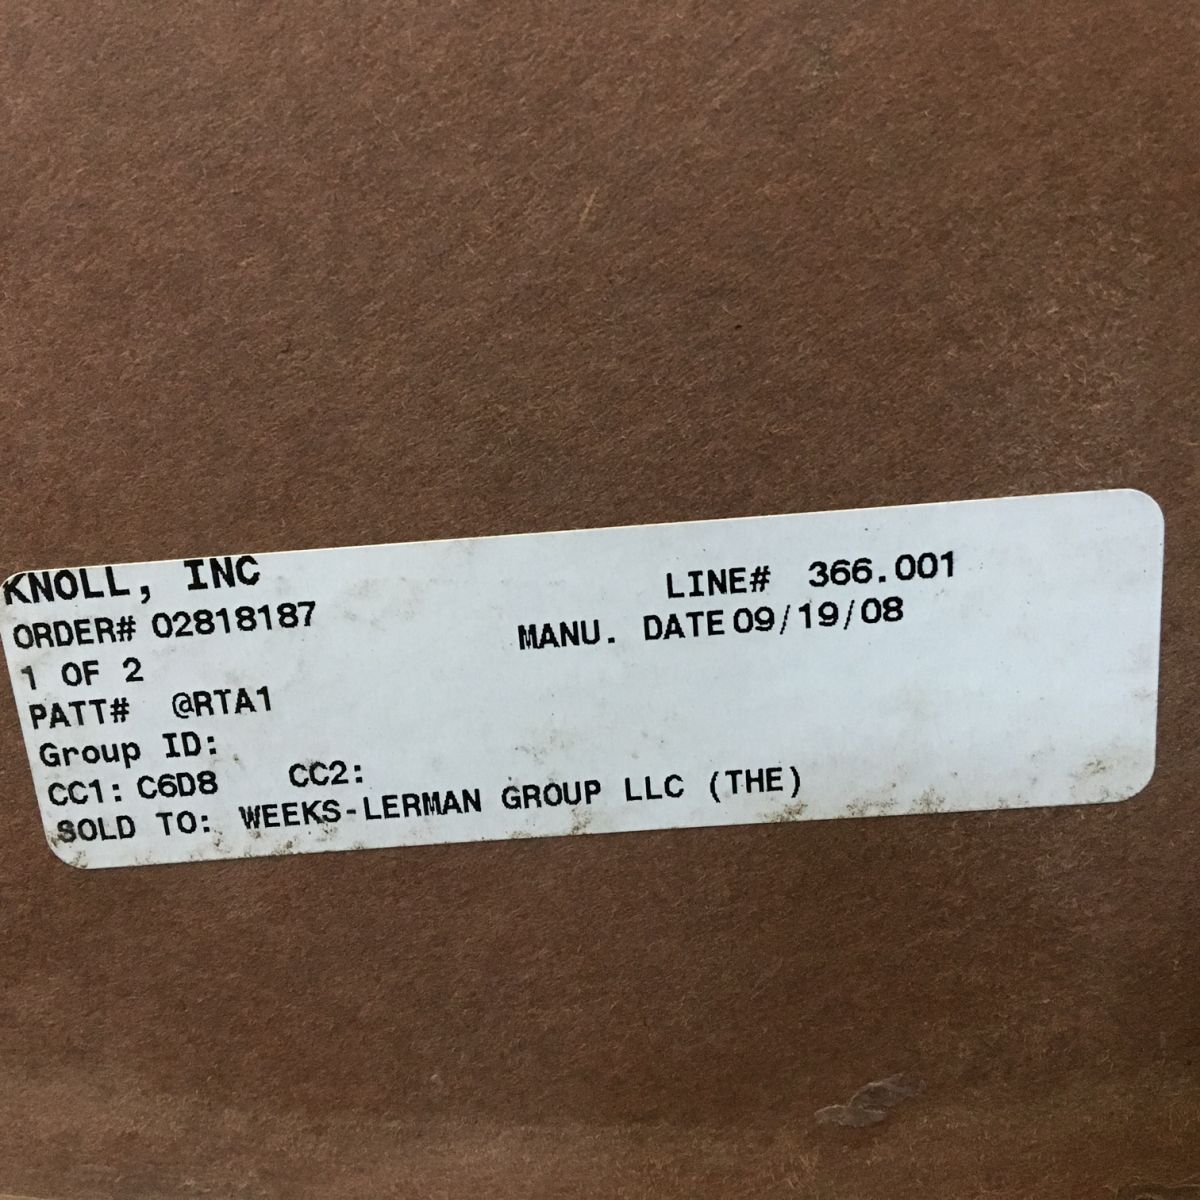 KNOLL, INC
LINE# 366.001
ORDER# 02818187
MANU. DATE 09/19/08
1 OF 2
PATT# @RTA1
Group ID:
CC1: C6D8 CC2:
SOLD TO: WEEKS-LERMAN GROUP LLC (THE)